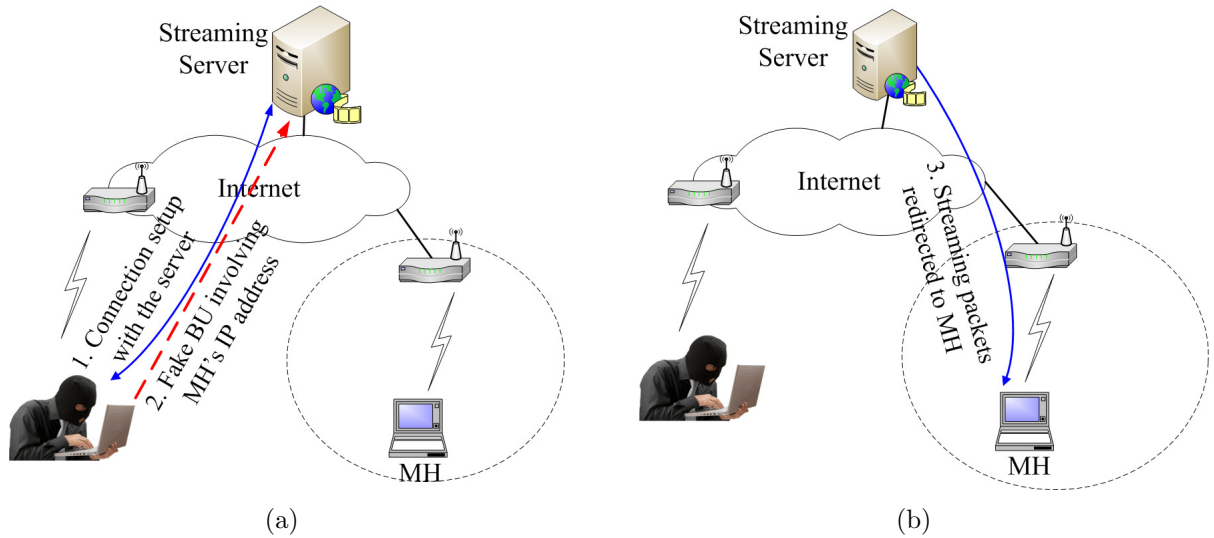 Streaming
Server
Internet
1. Connection setup
with the server
2. Fake BU involving
MH's IP address
MH
(a)
Streaming
Server
Internet
3. Streaming packets
redirected to MH
MH
(b)